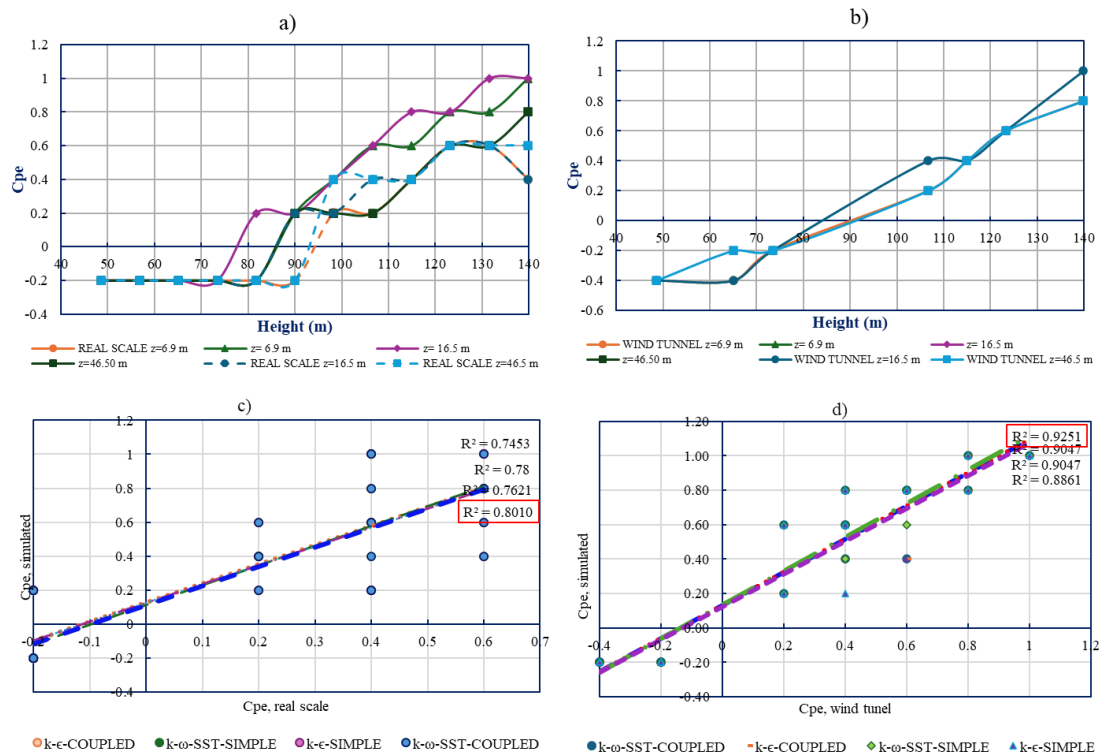 a)
1.2
1
0.8
0.6
0.4
0.2
0
-0.2
-0.4
Cpe
40 50 60 70 80 90 100 110 120 130 140
Height (m)
REAL SCALE z=6.9 m
z= 6.9 m
z= 16.5 m
z=46.50 m
REAL SCALE z=16.5 m
REAL SCALE z=46.5 m
b)
1.2
1
0.8
0.6
0.4
0.2
0
-0.2
-0.4
-0.6
Cpe
40 50 60 70 80 90 100 110 120 130 140
Height (m)
WIND TUNNEL z=6.9 m
z= 6.9 m
z= 16.5 m
z=46.50 m
WIND TUNNEL z=16.5 m
WIND TUNNEL z=46.5 m
c)
1.2
1
0.8
0.6
0.4
0.2
0
-0.2
-0.4
Cpe, simulated
R² = 0.7453
R² = 0.78
R² = 0.7621
R² = 0.8010
-0.2 -0.1 0 0.1 0.2 0.3 0.4 0.5 0.6 0.7
Cpe, real scale
k-ϵ-COUPLED
k-ω-SST-SIMPLE
k-ϵ-SIMPLE
k-ω-SST-COUPLED
d)
1.20
1.00
0.80
0.60
0.40
0.20
0.00
-0.20
-0.40
Cpe, simulated
R² = 0.9251
R² = 0.9047
R² = 0.9047
R² = 0.8861
-0.4 -0.2 0 0.2 0.4 0.6 0.8 1 1.2
Cpe, wind tunel
k-ω-SST-COUPLED
k-ϵ-COUPLED
k-ω-SST-SIMPLE
k-ϵ-SIMPLE